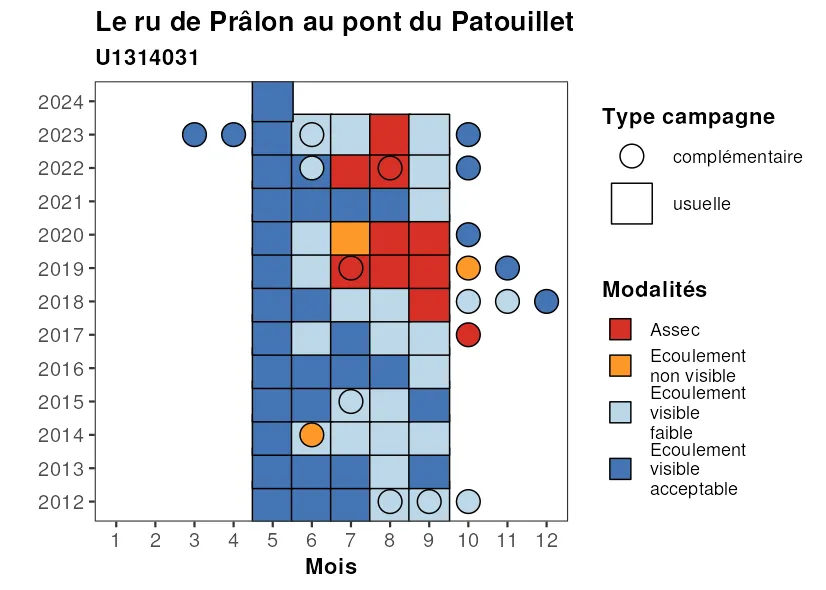 Le ru de Prâlon au pont du Patouillet
U1314031
2024
2023
2022
2021
2020
2019
2018
2017
2016
2015
2014
2013
2012
1 2 3 4 5 6 7 8 9 10 11 12
Mois
Type campagne
complémentaire
usuelle
Modalités
Assec
Ecoulement
non visible
Ecoulement
visible
faible
Ecoulement
visible
acceptable